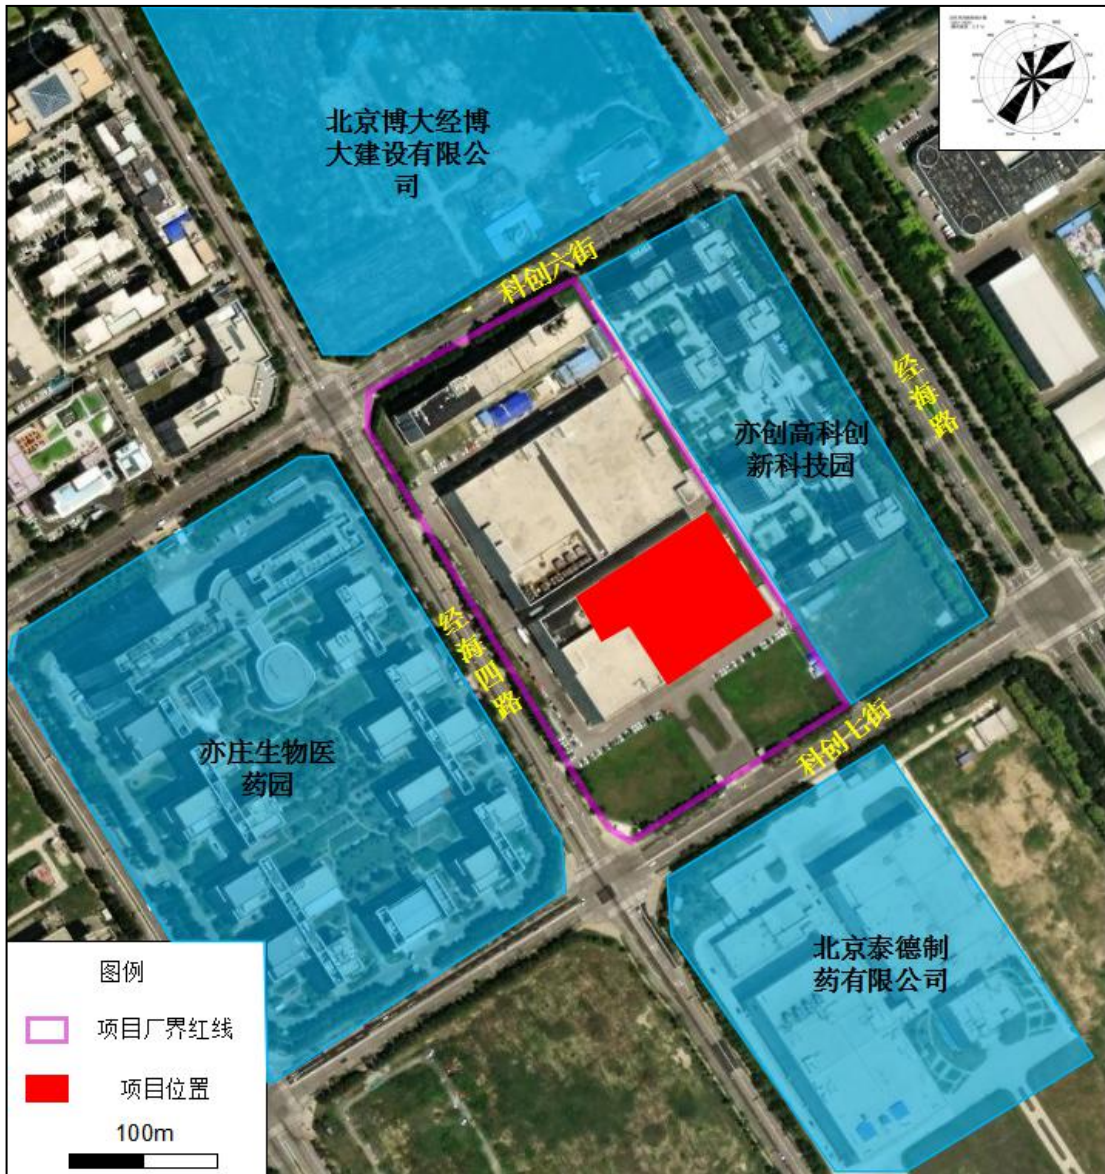 北京博大经博
大建设有限公
司
科创六街
经海路
亦创高科创
新科技园
经海四路
亦庄生物医
药园
科创七街
北京泰德制
药有限公司
图例
项目厂界红线
项目位置
100m